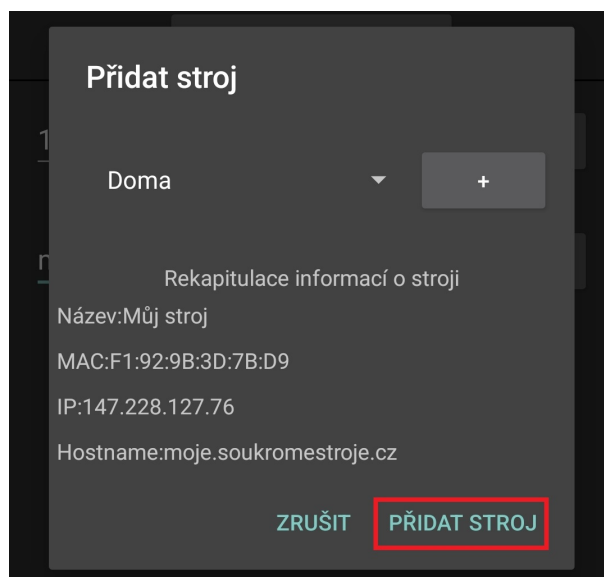 Přidat stroj
Doma
+
Rekapitulace informací o stroji
Název:Můj stroj
MAC:F1:92:9B:3D:7B:D9
IP:147.228.127.76
Hostname:moje.soukromestroje.cz
ZRUŠIT PŘIDAT STROJ